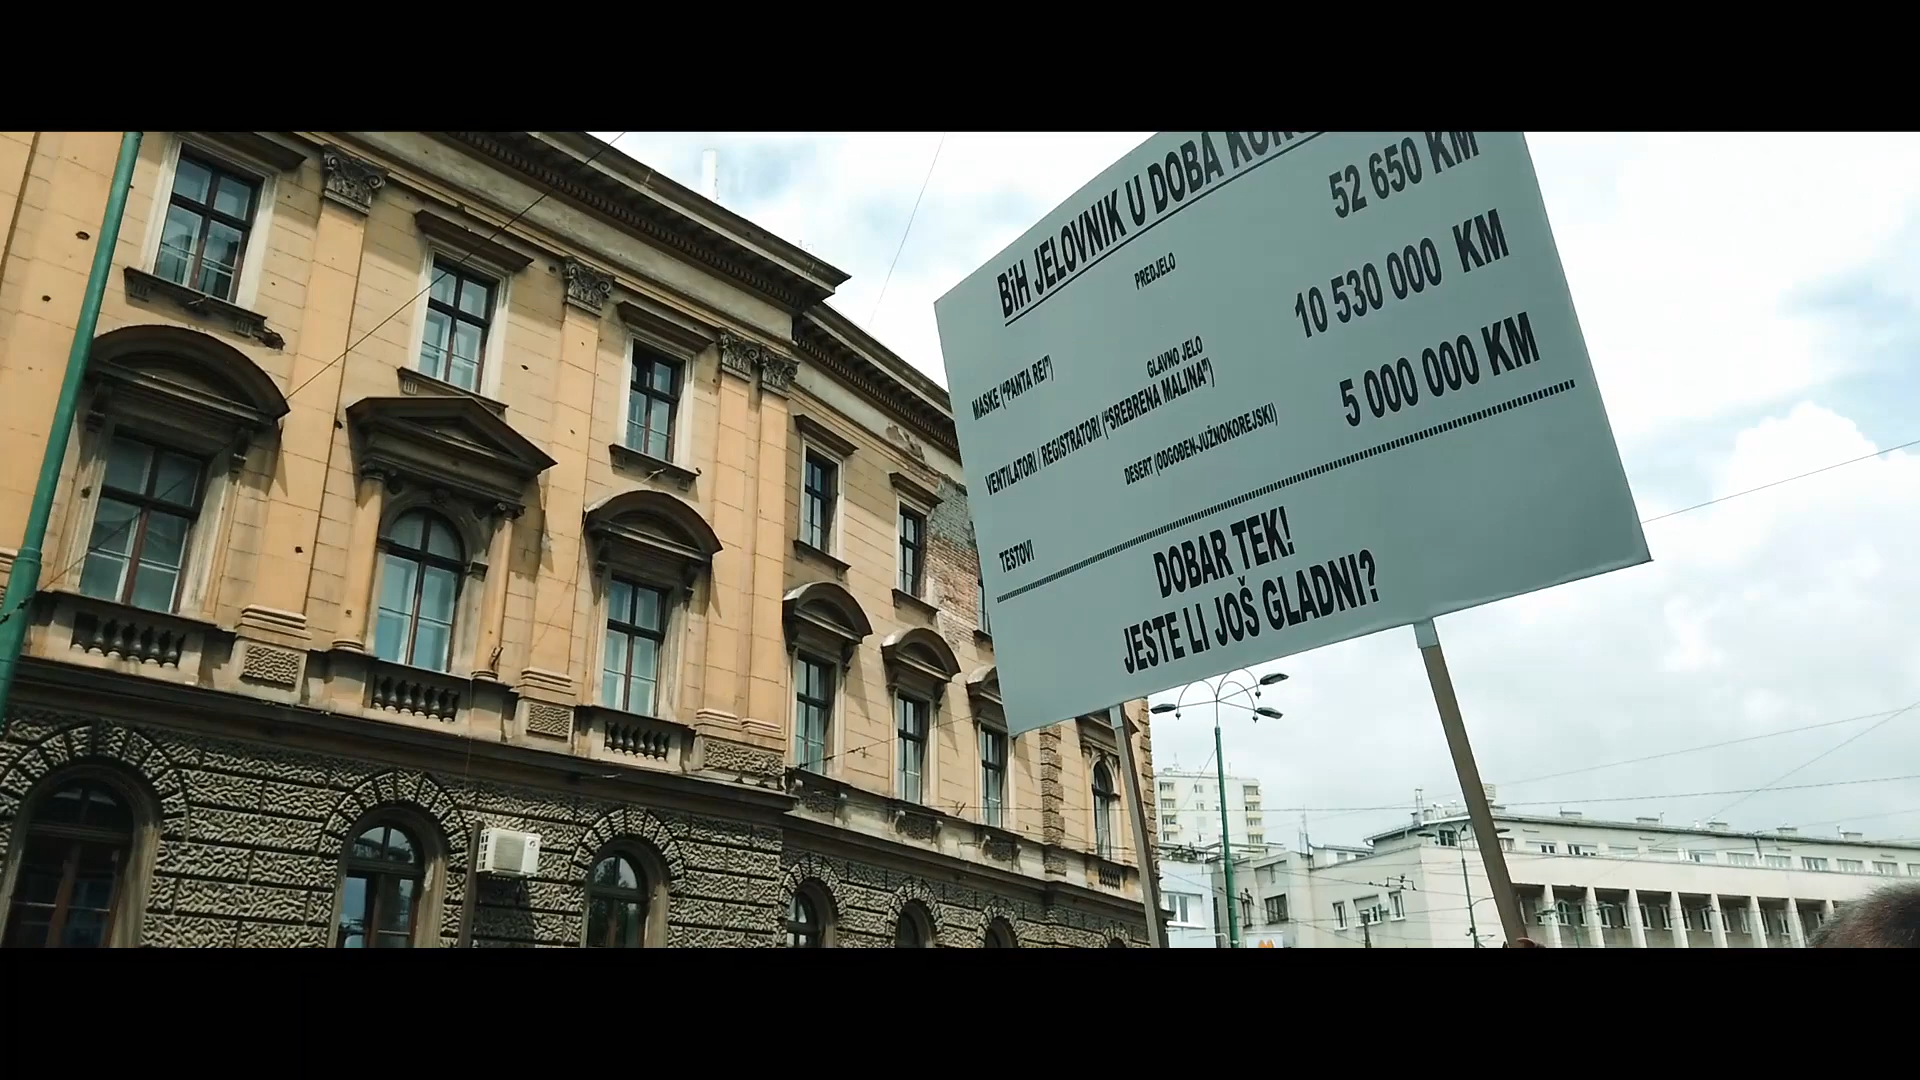 BiH JELOVNIK U DOBA
PREDJELO
MASKE ("PANTA REI") 52 650 KM
GLAVNO JELO
VENTILATORI / REGISTRATORI ("SREBRENA MALINA") 10 530 000 KM
DESERT (ODGOĐEN-JUŽNOKOREJSKI)
TESTOVI 5 000 000 KM
DOBAR TEK!
JESTE LI JOŠ GLADNI?